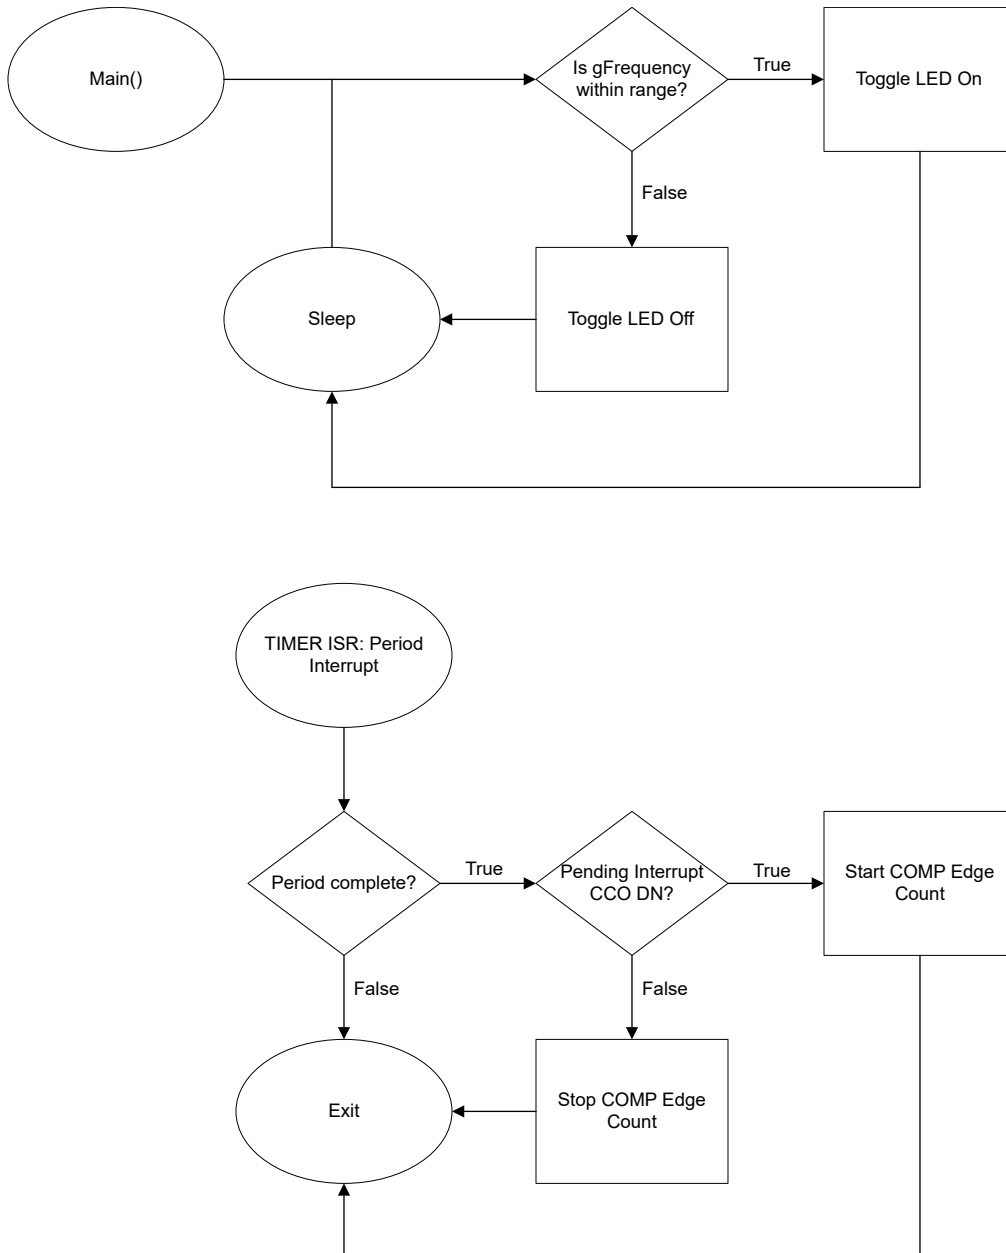 Main()
Is gFrequency
within range?
True
Toggle LED On
False
Sleep
Toggle LED Off
TIMER ISR: Period
Interrupt
Period complete?
True
Pending Interrupt
CCO DN?
True
Start COMP Edge
Count
False
False
Exit
Stop COMP Edge
Count